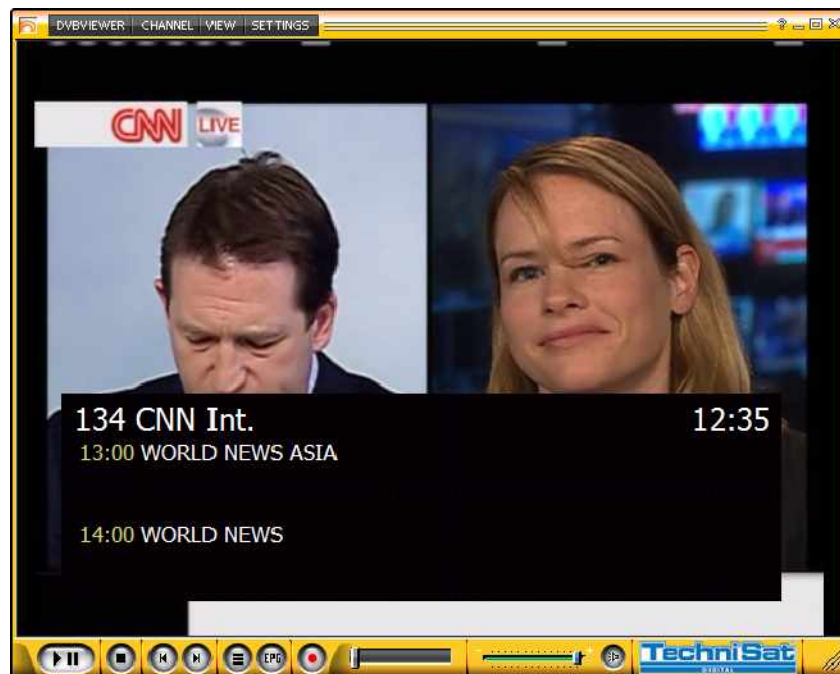 DVBVIEWER CHANNEL VIEW SETTINGS
CNN LIVE
134 CNN Int. 12:35
13:00 WORLD NEWS ASIA
14:00 WORLD NEWS
EPG
TechniSat
DIGITAL